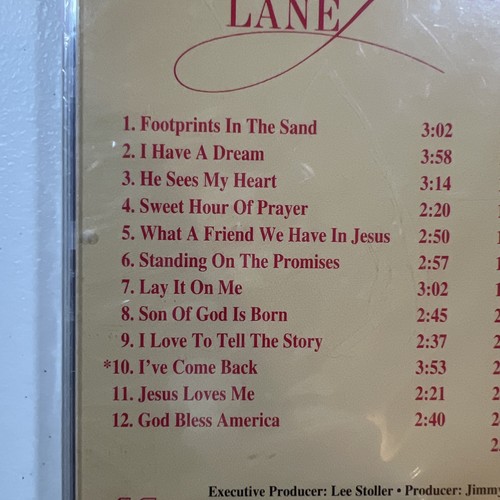 LANE
1. Footprints In The Sand 3:02
2. I Have A Dream 3:58
3. He Sees My Heart 3:14
4. Sweet Hour Of Prayer 2:20
5. What A Friend We Have In Jesus 2:50
6. Standing On The Promises 2:57
7. Lay It On Me 3:02
8. Son Of God Is Born 2:45
9. I Love To Tell The Story 2:37
*10. I've Come Back 3:53
11. Jesus Loves Me 2:21
12. God Bless America 2:40
Executive Producer: Lee Stoller • Producer: Jimmy